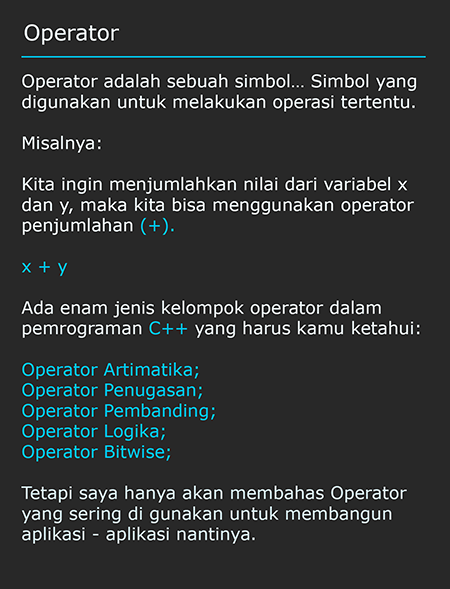 Operator
Operator adalah sebuah simbol... Simbol yang
digunakan untuk melakukan operasi tertentu.
Misalnya:
Kita ingin menjumlahkan nilai dari variabel x
dan y, maka kita bisa menggunakan operator
penjumlahan (+).
x + y
Ada enam jenis kelompok operator dalam
pemrograman C++ yang harus kamu ketahui:
Operator Artimatika;
Operator Penugasan;
Operator Pembanding;
Operator Logika;
Operator Bitwise;
Tetapi saya hanya akan membahas Operator
yang sering di gunakan untuk membangun
aplikasi - aplikasi nantinya.